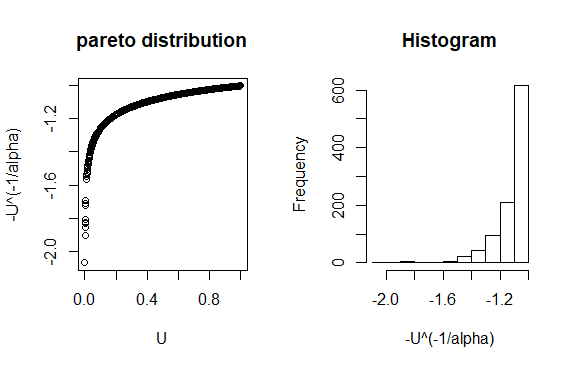 pareto distribution
-U^(-1/alpha)
-1.2
-1.6
-2.0
0.0 0.4 0.8
U
Histogram
Frequency
600
400
200
0
-2.0 -1.6 -1.2
-U^(-1/alpha)